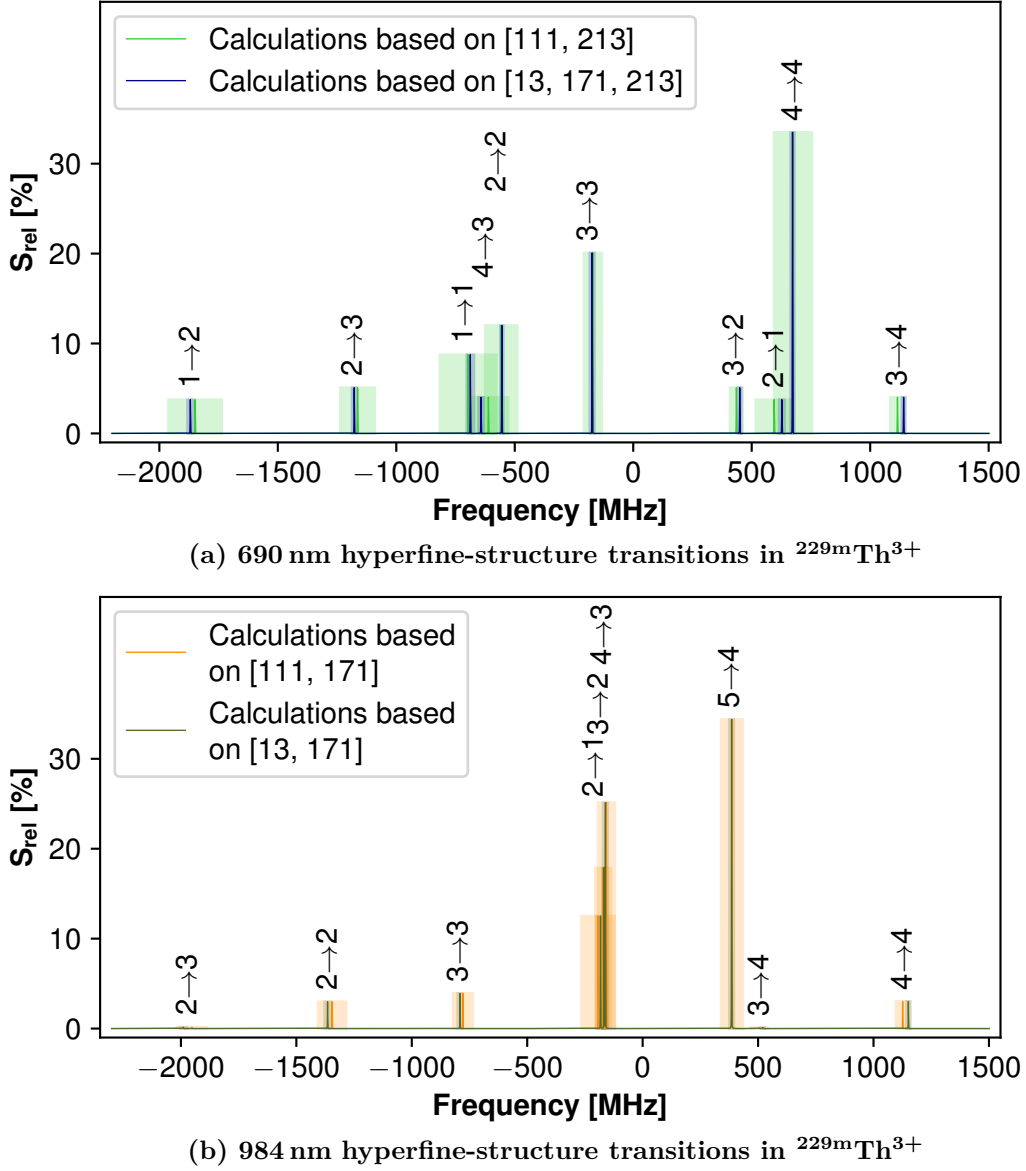 Calculations based on [111, 213]
Calculations based on [13, 171, 213]
S_rel [%]
30
20
10
0
1→2
2→3
1→1
4→3
2→2
3→3
3→2
2→1
4→4
3→4
−2000 −1500 −1000 −500 0 500 1000 1500
Frequency [MHz]
(a) 690 nm hyperfine-structure transitions in ²²⁹ᵐTh³⁺
Calculations based
on [111, 171]
Calculations based
on [13, 171]
S_rel [%]
30
20
10
0
2→3
2→2
3→3
2→1
3→2
4→3
5→4
3→4
4→4
−2000 −1500 −1000 −500 0 500 1000 1500
Frequency [MHz]
(b) 984 nm hyperfine-structure transitions in ²²⁹ᵐTh³⁺